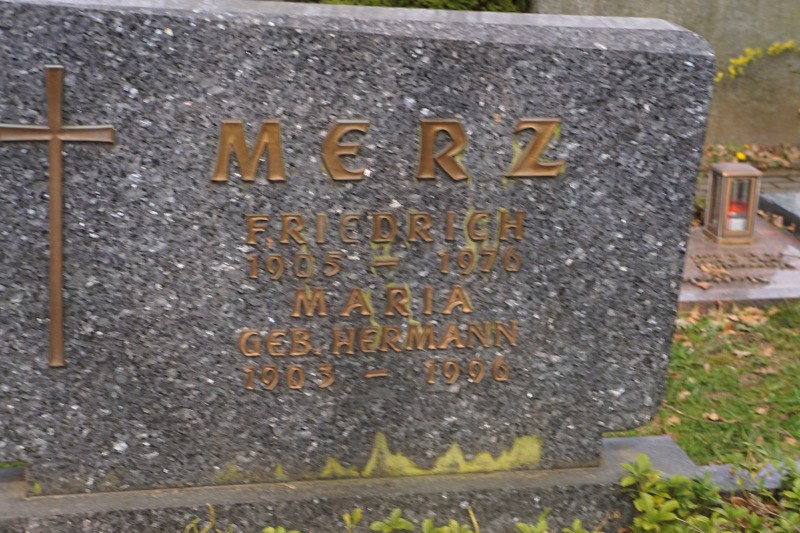 MERZ
FRIEDRICH
1905 – 1976
MARIA
GEB. HERMANN
1903 – 1996